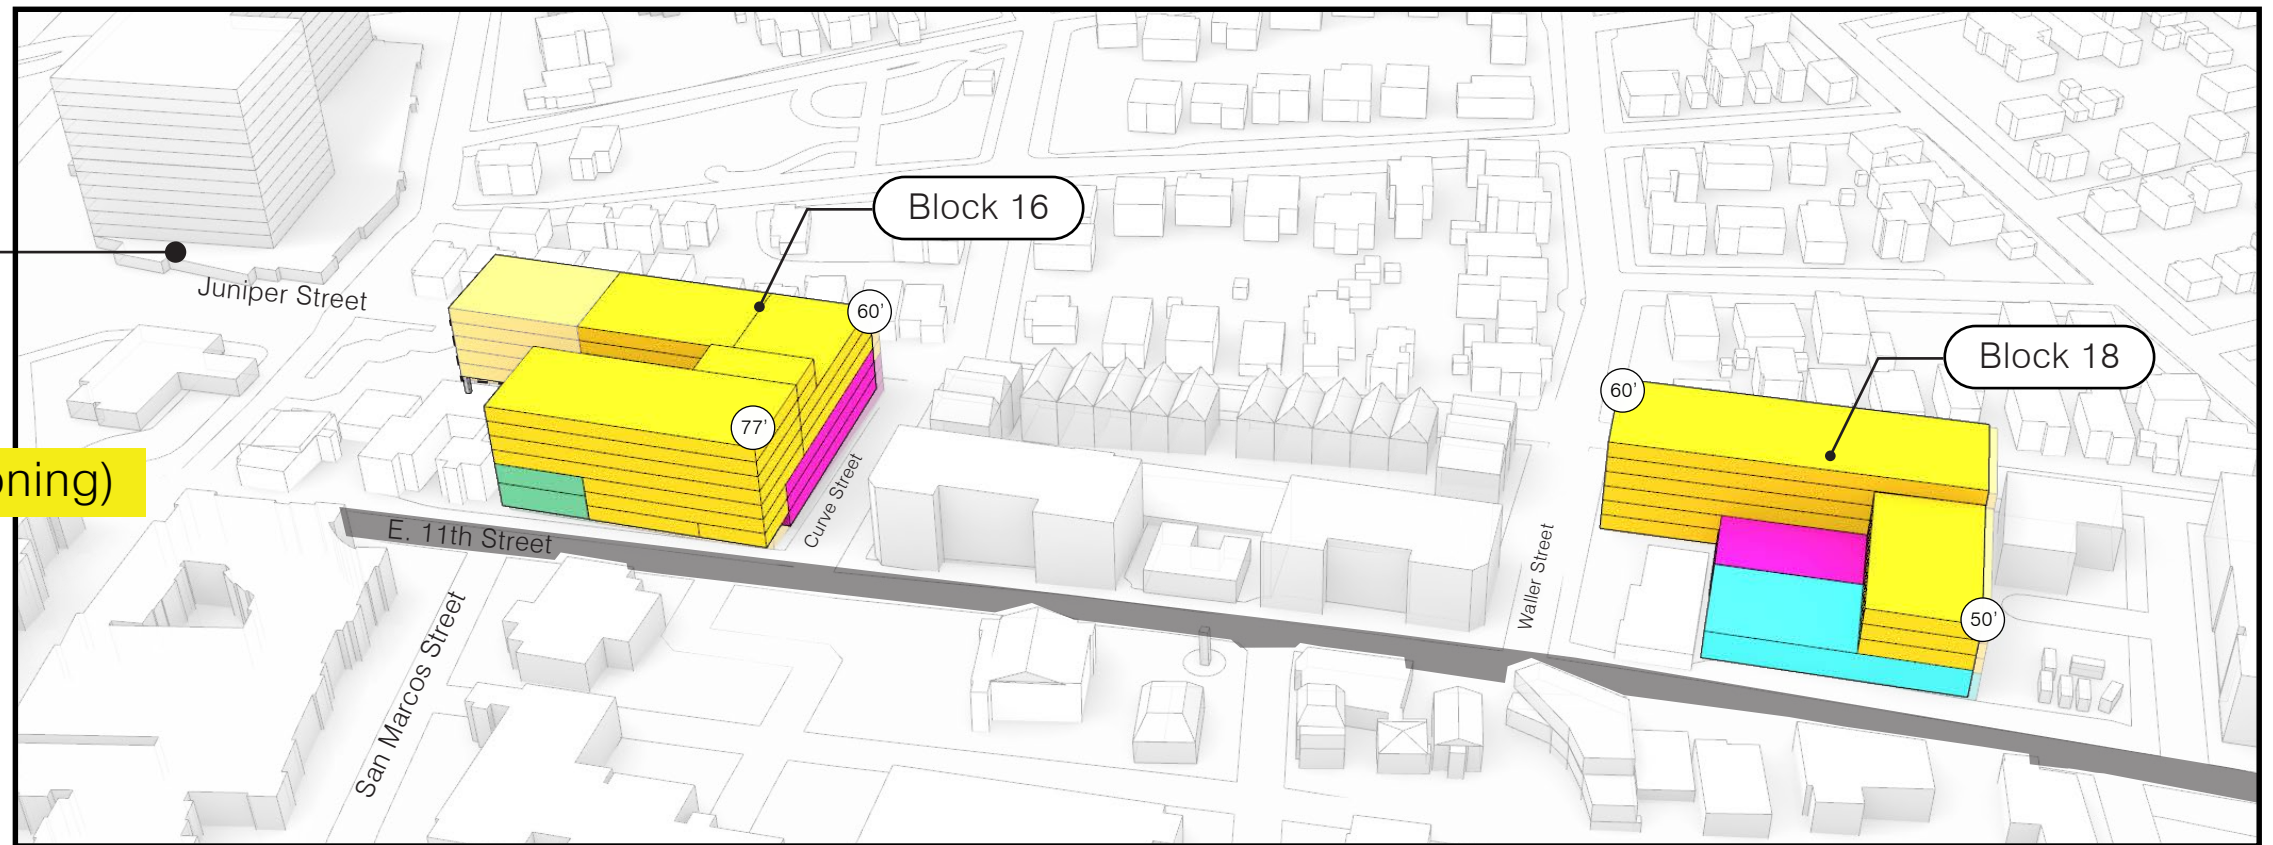 Block 16
Juniper Street
60’
Block 18
60’
77’
oning)
Curve Street
E. 11th Street
Waller Street
50’
San Marcos Street